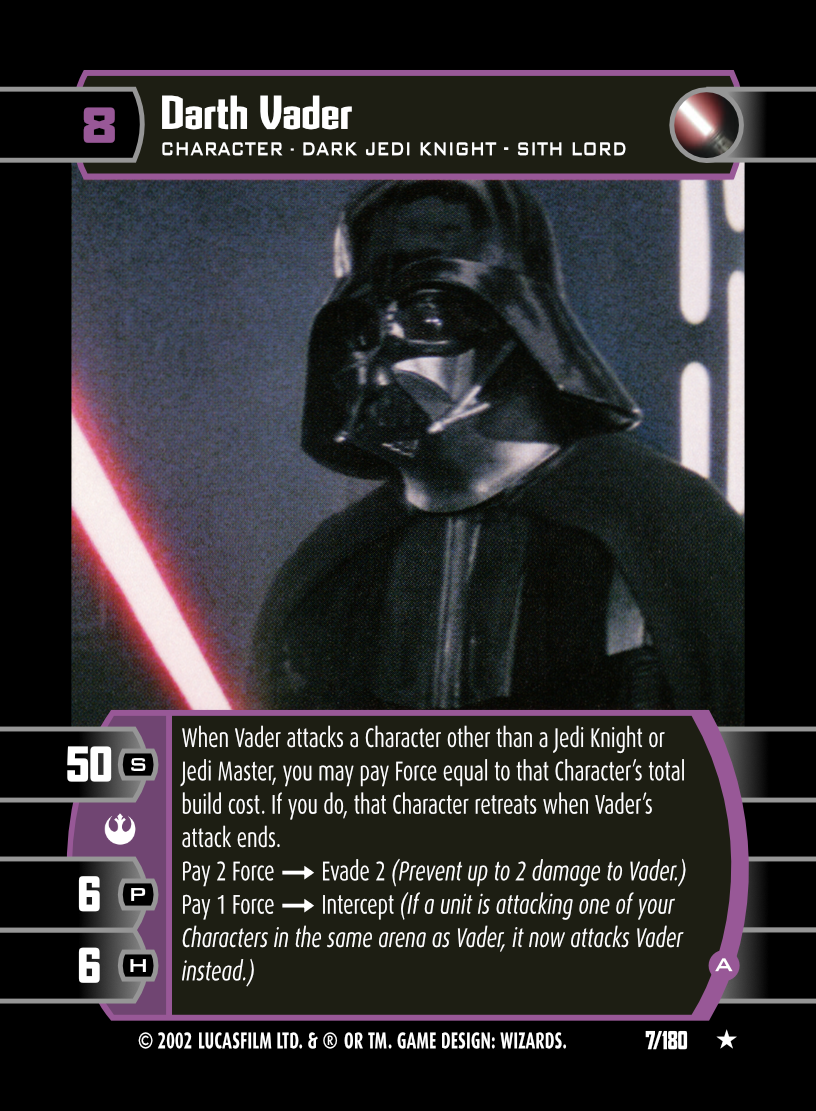 8
Darth Vader
CHARACTER · DARK JEDI KNIGHT - SITH LORD
50 S
6 P
6 H
When Vader attacks a Character other than a Jedi Knight or
Jedi Master, you may pay Force equal to that Character's total
build cost. If you do, that Character retreats when Vader's
attack ends.
Pay 2 Force → Evade 2 (Prevent up to 2 damage to Vader.)
Pay 1 Force → Intercept (If a unit is attacking one of your
Characters in the same arena as Vader, it now attacks Vader
instead.)
A
© 2002 LUCASFILM LTD. & ® OR TM. GAME DESIGN: WIZARDS.
7/180 ★